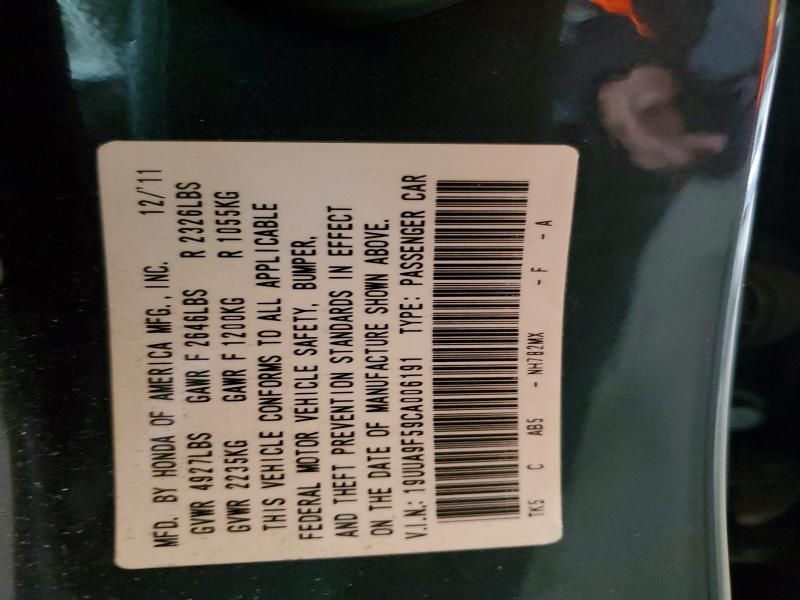 MFD. BY HONDA OF AMERICA MFG., INC. 12/'11
GVWR 4927LBS GAWR F 2646LBS R 2326LBS
GVWR 2235KG GAWR F 1200KG R 1055KG
THIS VEHICLE CONFORMS TO ALL APPLICABLE
FEDERAL MOTOR VEHICLE SAFETY, BUMPER,
AND THEFT PREVENTION STANDARDS IN EFFECT
ON THE DATE OF MANUFACTURE SHOWN ABOVE.
V.I.N.: 19UUA9F59CA006191 TYPE: PASSENGER CAR
TK5 C AB5 - NH782MX - F - A